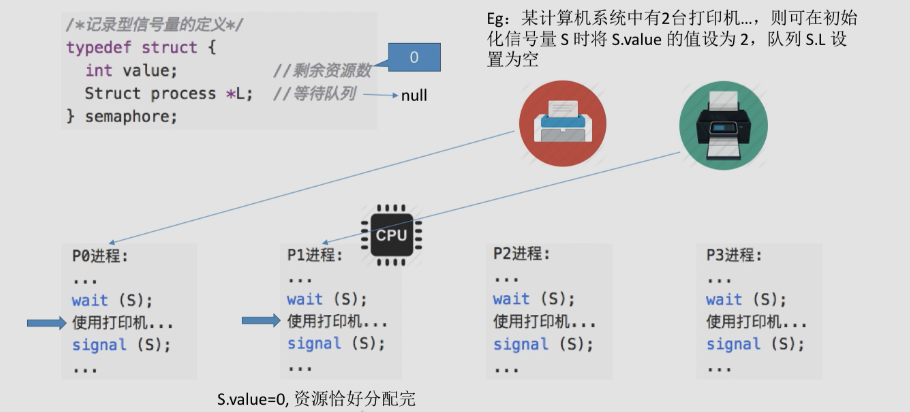 /*记录型信号量的定义*/
typedef struct {
int value; //剩余资源数
Struct process *L; //等待队列
} semaphore;
0
null
Eg：某计算机系统中有2台打印机…，则可在初始
化信号量 S 时将 S.value 的值设为 2，队列 S.L 设
置为空
CPU
P0进程:
...
wait (S);
使用打印机...
signal (S);
...
P1进程:
...
wait (S);
使用打印机...
signal (S);
...
P2进程:
...
wait (S);
使用打印机...
signal (S);
...
P3进程:
...
wait (S);
使用打印机...
signal (S);
...
S.value=0, 资源恰好分配完